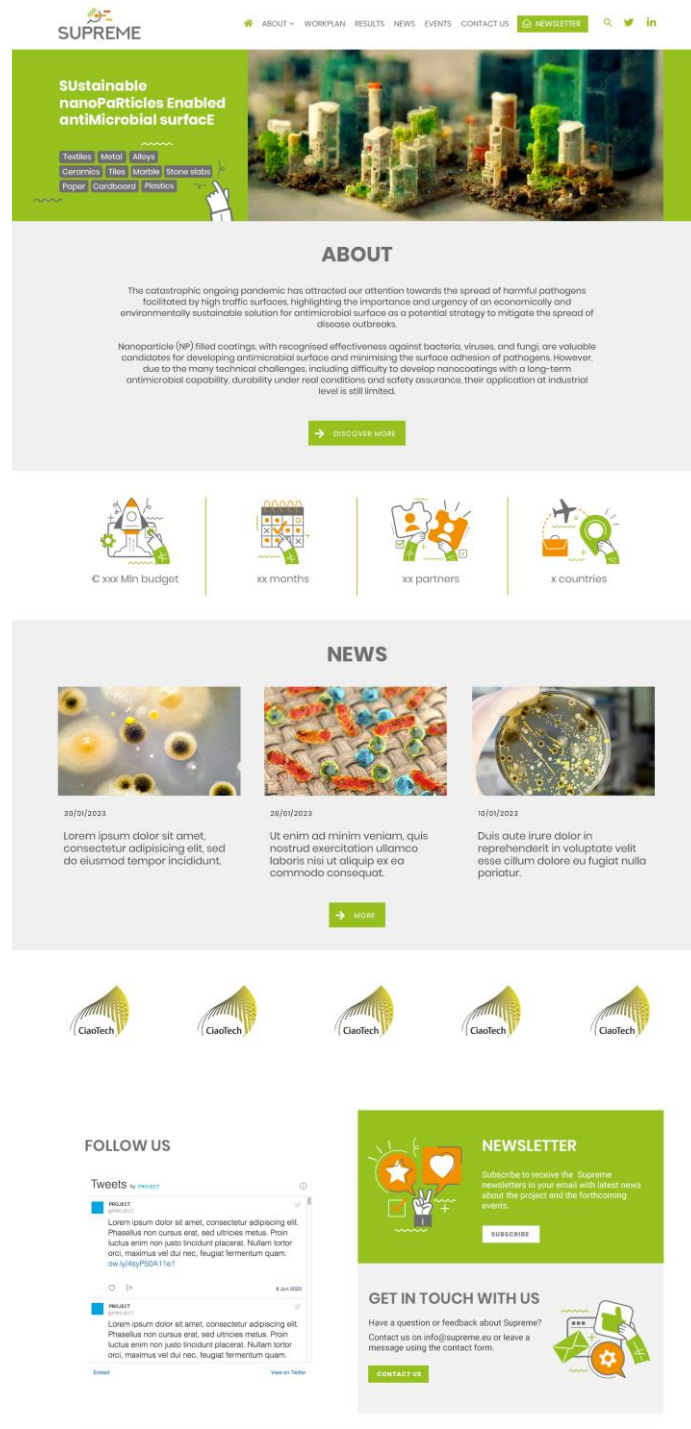 SUPREME
ABOUT
WORKPLAN
RESULTS
NEWS
EVENTS
CONTACT US
NEWSLETTER
SUstainable
nanoPaRticles Enabled
antiMicrobial surfacE
Textiles Metal Alloys
Ceramics Tiles Marble Stone slabs
Paper Cardboard Plastics
ABOUT
The catastrophic ongoing pandemic has attracted our attention towards the spread of harmful pathogens
facilitated by high traffic surfaces, highlighting the importance and urgency of an economically and
environmentally sustainable solution for antimicrobial surface as a potential strategy to mitigate the spread of
disease outbreaks.
Nanoparticle (NP) filled coatings, with recognised effectiveness against bacteria, viruses, and fungi, are valuable
candidates for developing antimicrobial surface and minimising the surface adhesion of pathogens. However,
due to the many technical challenges, including difficulty to develop nanocoatings with a long-term
antimicrobial capability, durability under real conditions and safety assurance, their application at industrial
level is still limited.
DISCOVER MORE
€ xxx Mln budget
xx months
xx partners
x countries
NEWS
30/01/2023
Lorem ipsum dolor sit amet,
consectetur adipisicing elit, sed
do eiusmod tempor incididunt.
28/01/2023
Ut enim ad minim veniam, quis
nostrud exercitation ullamco
laboris nisi ut aliquip ex ea
commodo consequat.
19/01/2023
Duis aute irure dolor in
reprehenderit in voluptate velit
esse cillum dolore eu fugiat nulla
pariatur.
MORE
CiaoTech
CiaoTech
CiaoTech
CiaoTech
CiaoTech
FOLLOW US
Tweets by PROJECT
PROJECT
@PROJECT
Lorem ipsum dolor sit amet, consectetur adipiscing elit.
Phasellus non cursus erat, sed ultricies metus. Proin
luctus enim non justo tincidunt placerat. Nullam tortor
orci, maximus vel dui nec, feugiat fermentum quam.
ow.ly/4syP50A11e1
8 Jun 2020
PROJECT
@PROJECT
Lorem ipsum dolor sit amet, consectetur adipiscing elit.
Phasellus non cursus erat, sed ultricies metus. Proin
luctus enim non justo tincidunt placerat. Nullam tortor
orci, maximus vel dui nec, feugiat fermentum quam.
Embed
View on Twitter
NEWSLETTER
Subscribe to receive the Supreme
newsletters in your email with latest news
about the project and the forthcoming
events.
SUBSCRIBE
GET IN TOUCH WITH US
Have a question or feedback about Supreme?
Contact us on info@supreme.eu or leave a
message using the contact form.
CONTACT US